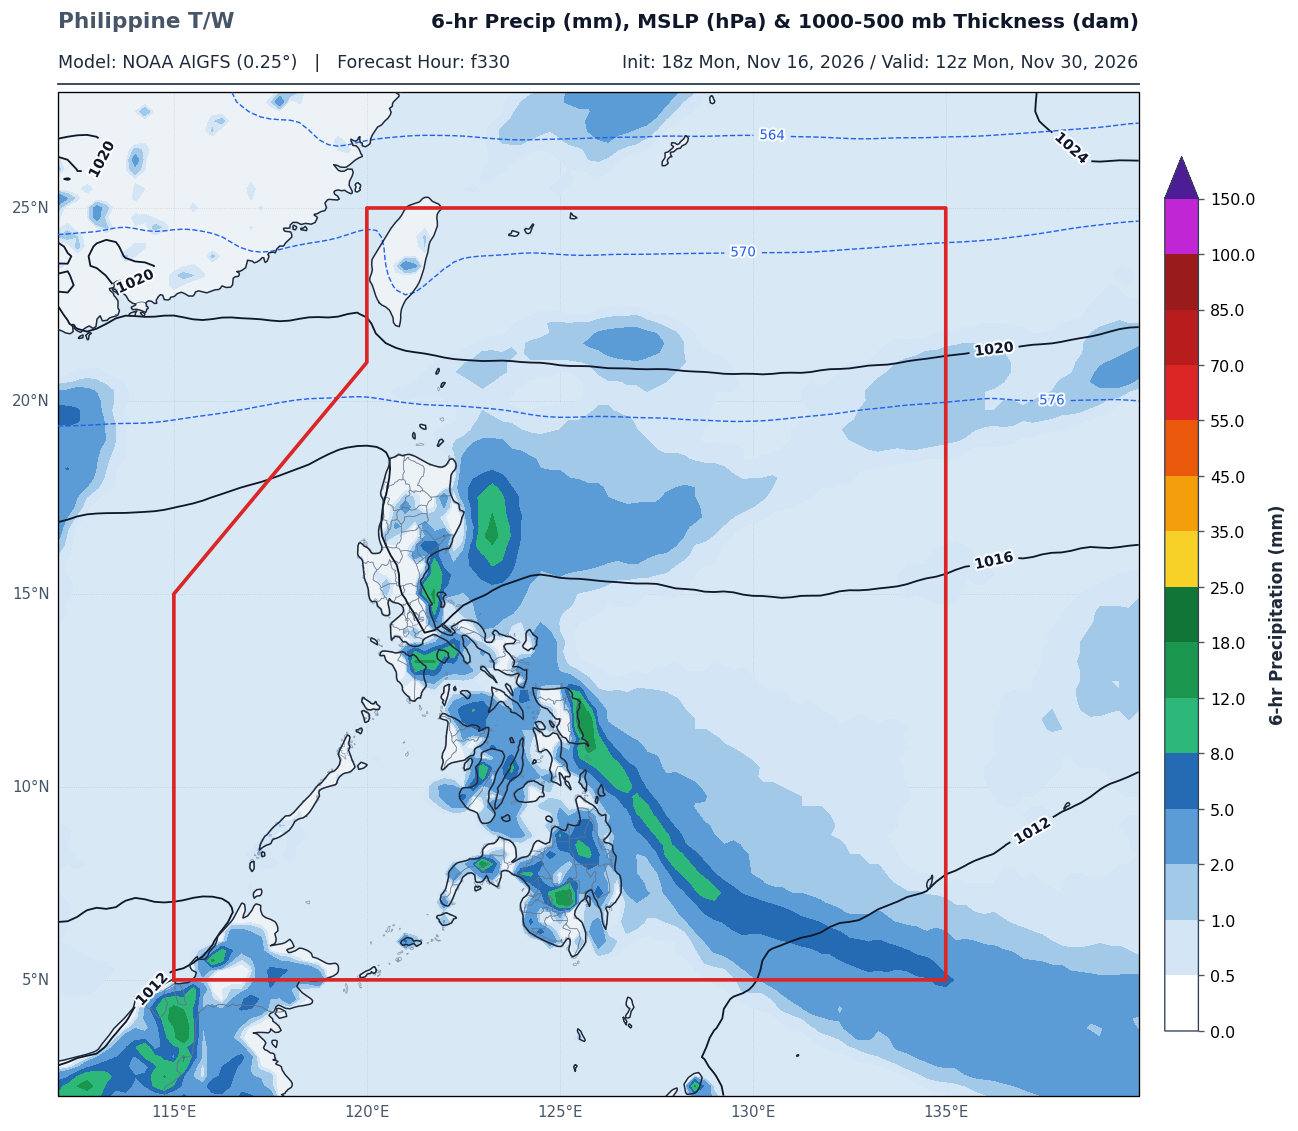 Philippine T/W
6-hr Precip (mm), MSLP (hPa) & 1000-500 mb Thickness (dam)
Model: NOAA AIGFS (0.25°) | Forecast Hour: f330
Init: 18z Mon, Nov 16, 2026 / Valid: 12z Mon, Nov 30, 2026
564
1024
1020
25°N
570
1020
1020
20°N
576
1016
15°N
10°N
1012
5°N
1012
115°E
120°E
125°E
130°E
135°E
150.0
100.0
85.0
70.0
55.0
45.0
35.0
25.0
18.0
12.0
8.0
5.0
2.0
1.0
0.5
0.0
6-hr Precipitation (mm)